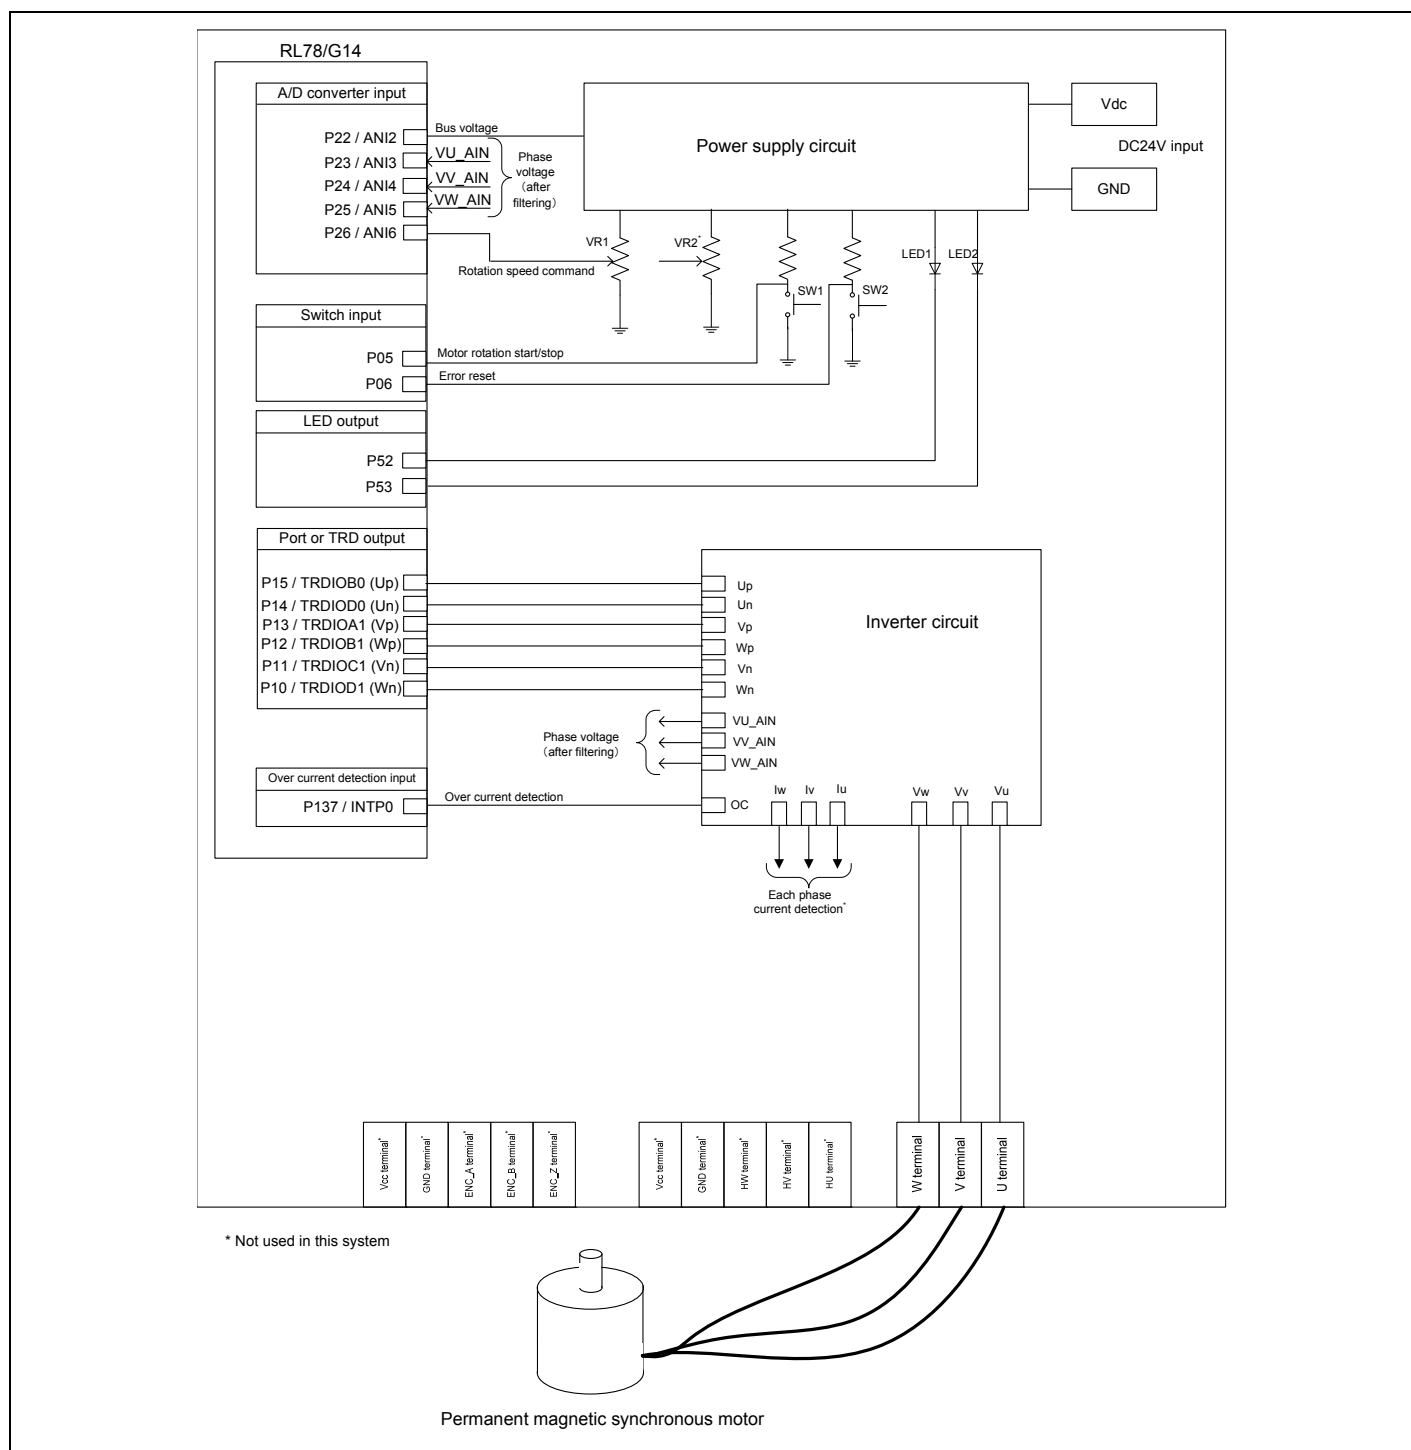 RL78/G14
A/D converter input
P22 / ANI2
P23 / ANI3
P24 / ANI4
P25 / ANI5
P26 / ANI6
Bus voltage
VU_AIN
VV_AIN
VW_AIN
Phase
voltage
(after
filtering)
Rotation speed command
Power supply circuit
Vdc
DC24V input
GND
VR1
VR2*
SW1
SW2
LED1
LED2
Switch input
P05
P06
Motor rotation start/stop
Error reset
LED output
P52
P53
Port or TRD output
P15 / TRDIOB0 (Up)
P14 / TRDIOD0 (Un)
P13 / TRDIOA1 (Vp)
P12 / TRDIOB1 (Wp)
P11 / TRDIOC1 (Vn)
P10 / TRDIOD1 (Wn)
Inverter circuit
Up
Un
Vp
Wp
Vn
Wn
VU_AIN
VV_AIN
VW_AIN
Phase voltage
(after filtering)
Over current detection input
P137 / INTP0
Over current detection
OC
Iw
Iv
Iu
Vw
Vv
Vu
Each phase
current detection*
Vcc terminal*
GND terminal*
ENC_A terminal*
ENC_B terminal*
ENC_Z terminal*
Vcc terminal*
GND terminal*
HW terminal*
HV terminal*
HU terminal*
W terminal
V terminal
U terminal
* Not used in this system
Permanent magnetic synchronous motor